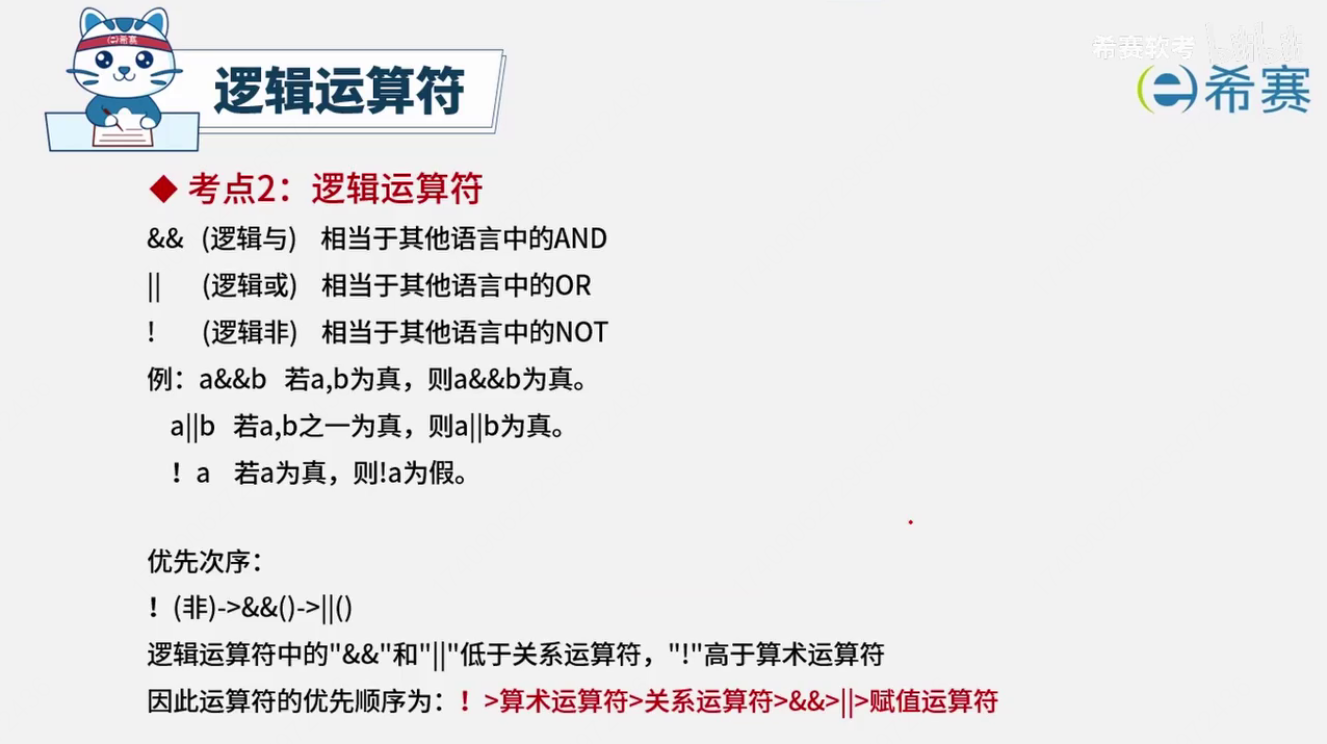 希赛
逻辑运算符
希赛软考
希赛
◆ 考点2：逻辑运算符
&& (逻辑与) 相当于其他语言中的AND
|| (逻辑或) 相当于其他语言中的OR
! (逻辑非) 相当于其他语言中的NOT
例：a&&b 若a,b为真，则a&&b为真。
a||b 若a,b之一为真，则a||b为真。
！a 若a为真，则!a为假。
优先次序：
！(非)->&&()->||()
逻辑运算符中的"&&"和"||"低于关系运算符，"!"高于算术运算符
因此运算符的优先顺序为：！>算术运算符>关系运算符>&&>||>赋值运算符